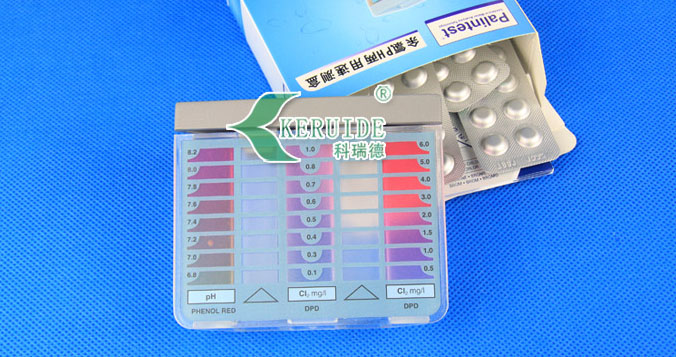 Palintest®
余氯PH两用速测盒
KERUIDE®
科瑞德
8.2 1.0 6.0
8.0 0.8 5.0
7.8 0.7 4.0
7.6 0.6 3.0
7.4 0.5 2.0
7.2 0.4 1.5
7.0 0.3 1.0
6.8 0.1 0.5
pH Cl₂ mg/l Cl₂ mg/l
PHENOL RED DPD DPD